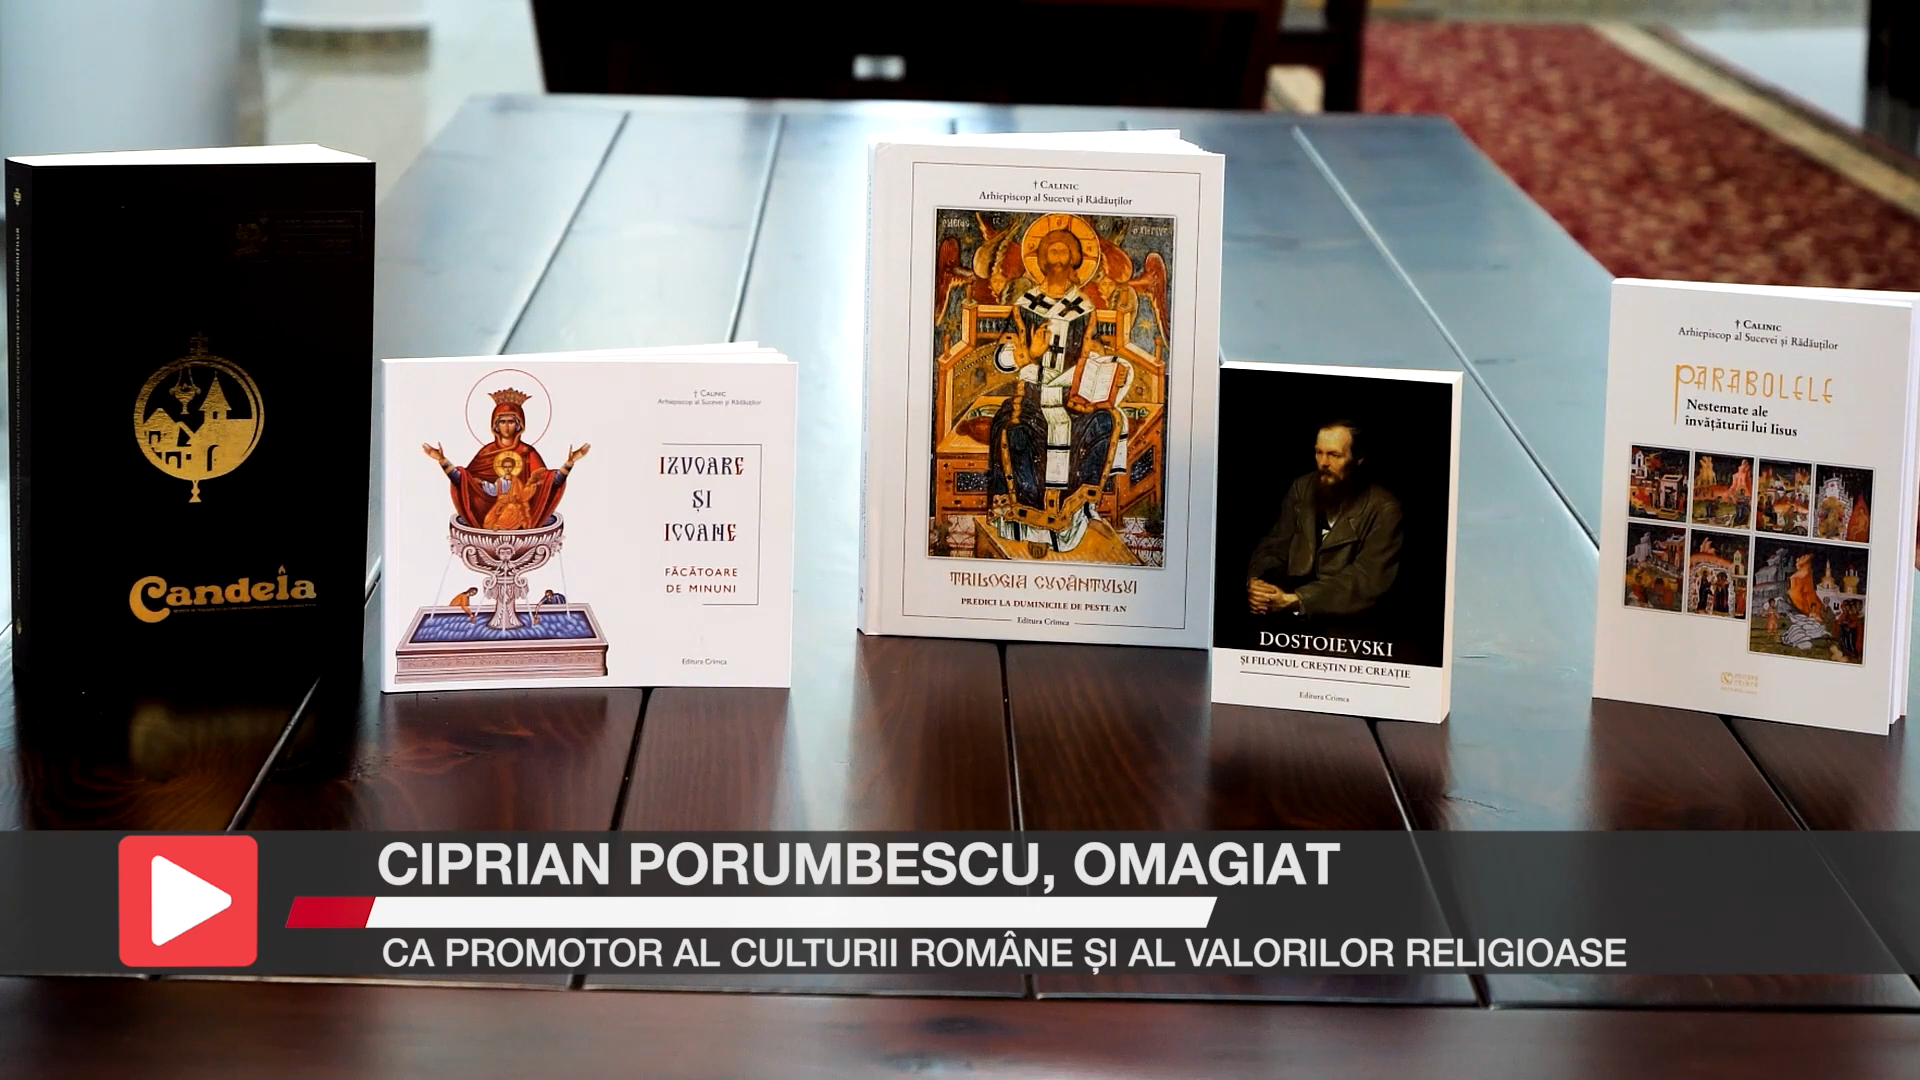 Candela
† CALINIC
Arhiepiscop al Sucevei și Rădăuților
IZVOARE
ȘI
ICOANE
FĂCĂTOARE
DE MINUNI
Editura Crimca
† CALINIC
Arhiepiscop al Sucevei și Rădăuților
TRILOGIA CUVÂNTULUI
PREDICI LA DUMINICILE DE PESTE AN
Editura Crimca
DOSTOIEVSKI
ȘI FILONUL CREȘTIN DE CREAȚIE
Editura Crimca
† CALINIC
Arhiepiscop al Sucevei și Rădăuților
PARABOLELE
Nestemate ale
învățăturii lui Iisus
CIPRIAN PORUMBESCU, OMAGIAT
CA PROMOTOR AL CULTURII ROMÂNE ȘI AL VALORILOR RELIGIOASE